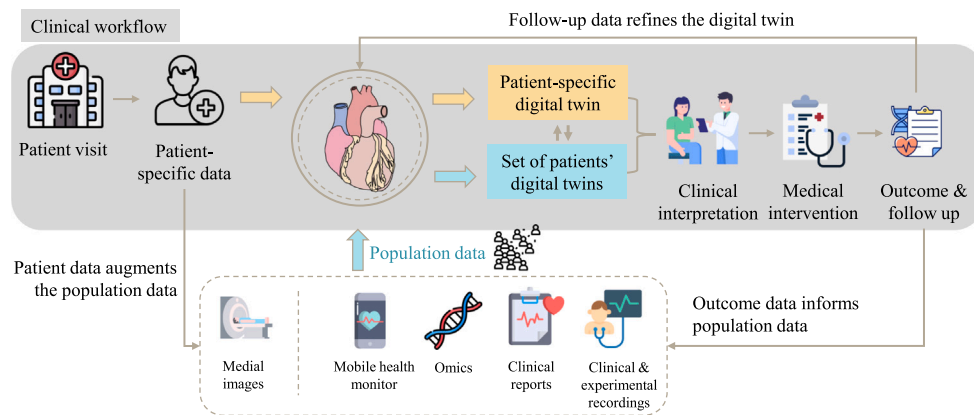 Clinical workflow
Follow-up data refines the digital twin
Patient visit
Patient-
specific data
Patient-specific
digital twin
Set of patients’
digital twins
Clinical
interpretation
Medical
intervention
Outcome &
follow up
Patient data augments
the population data
Population data
Outcome data informs
population data
Medial
images
Mobile health
monitor
Omics
Clinical
reports
Clinical &
experimental
recordings